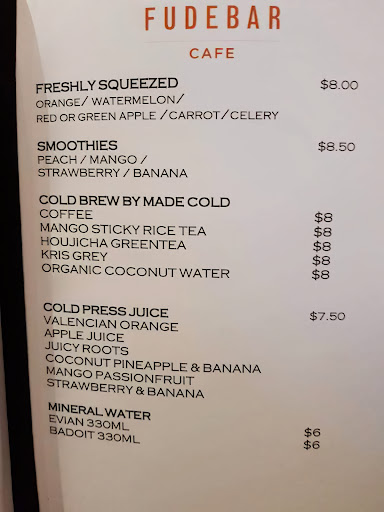 FUDEBAR
CAFE
FRESHLY SQUEEZED $8.00
ORANGE/ WATERMELON/
RED OR GREEN APPLE /CARROT/CELERY
SMOOTHIES $8.50
PEACH / MANGO /
STRAWBERRY / BANANA
COLD BREW BY MADE COLD
COFFEE $8
MANGO STICKY RICE TEA $8
HOUJICHA GREENTEA $8
KRIS GREY $8
ORGANIC COCONUT WATER $8
COLD PRESS JUICE $7.50
VALENCIAN ORANGE
APPLE JUICE
JUICY ROOTS
COCONUT PINEAPPLE & BANANA
MANGO PASSIONFRUIT
STRAWBERRY & BANANA
MINERAL WATER
EVIAN 330ML $6
BADOIT 330ML $6